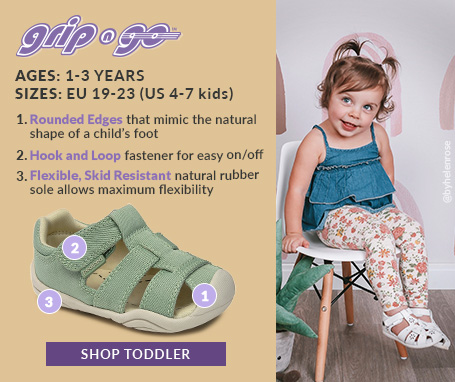 grip n go™
AGES: 1-3 YEARS
SIZES: EU 19-23 (US 4-7 kids)
1. Rounded Edges that mimic the natural
shape of a child's foot
2. Hook and Loop fastener for easy on/off
3. Flexible, Skid Resistant natural rubber
sole allows maximum flexibility
2
3
1
SHOP TODDLER
@byhelenrose